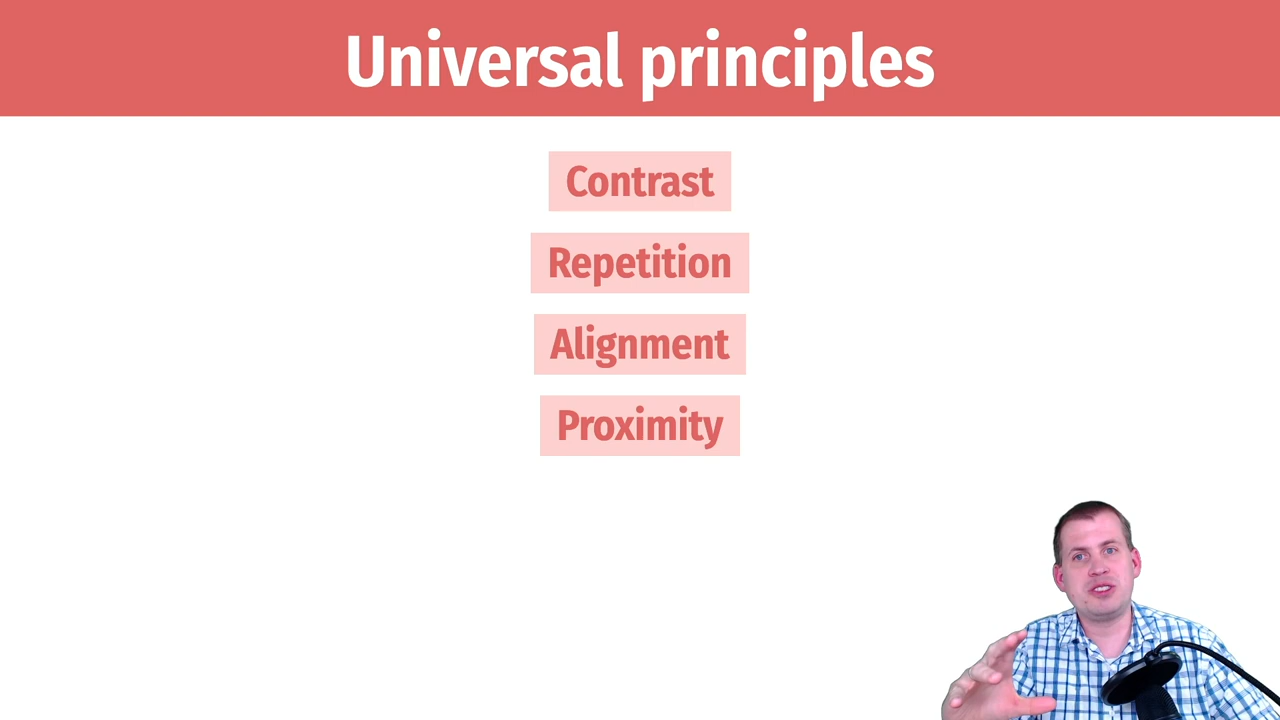 Universal principles
Contrast
Repetition
Alignment
Proximity